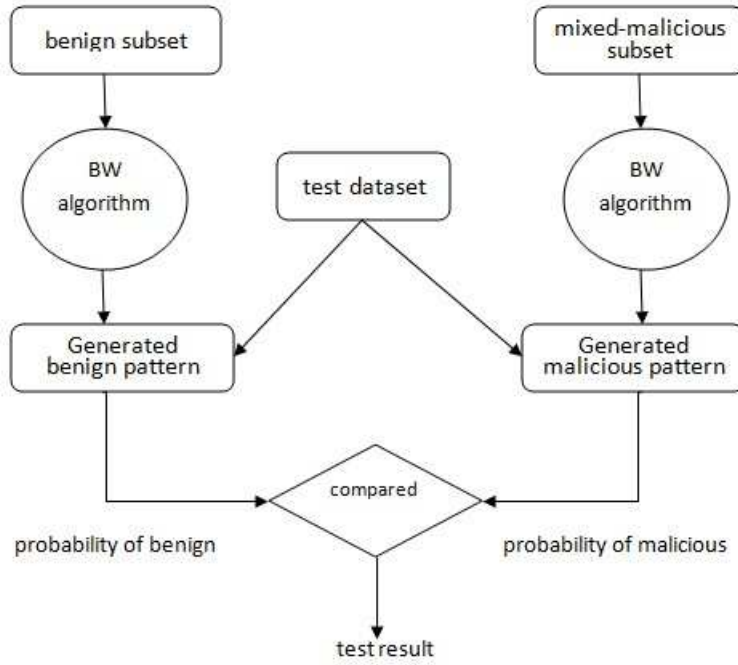 benign subset
mixed-malicious
subset
BW
algorithm
test dataset
BW
algorithm
Generated
benign pattern
Generated
malicious pattern
compared
probability of benign
probability of malicious
test result